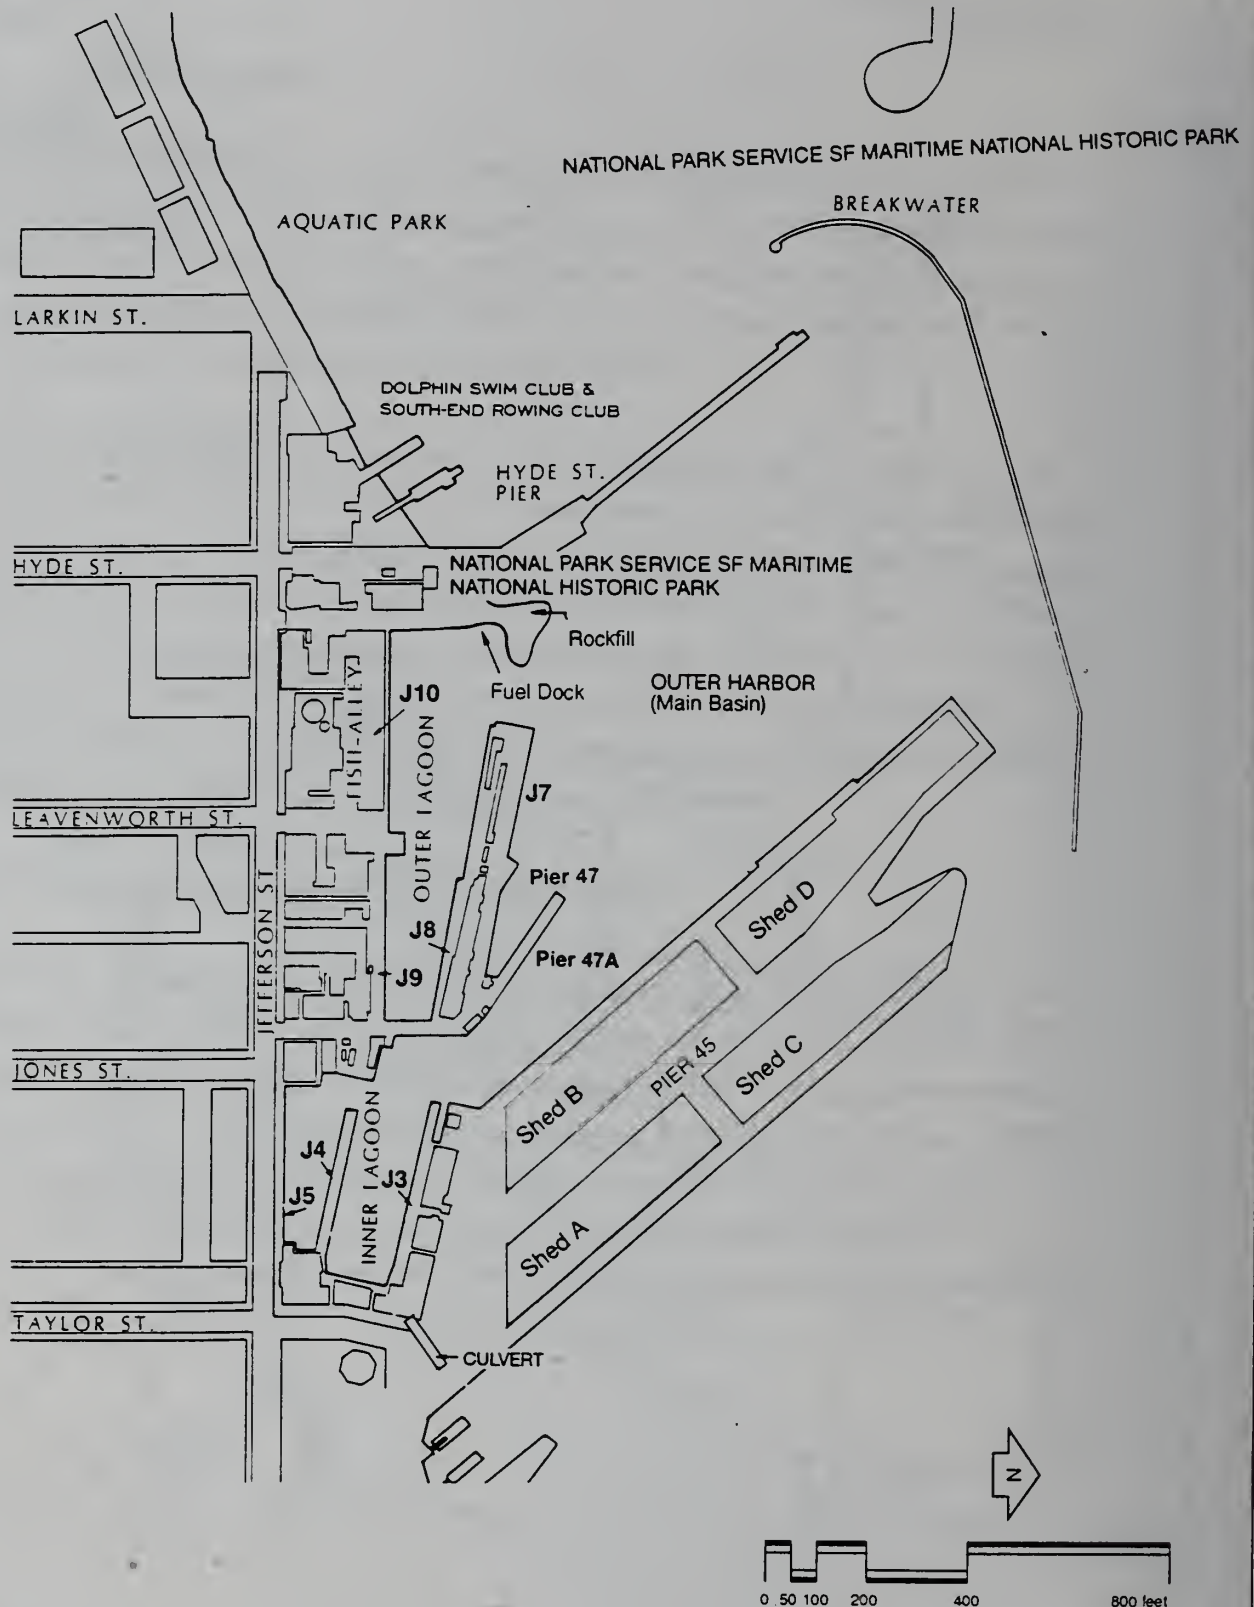 NATIONAL PARK SERVICE SF MARITIME NATIONAL HISTORIC PARK
BREAKWATER
AQUATIC PARK
LARKIN ST.
DOLPHIN SWIM CLUB &
SOUTH-END ROWING CLUB
HYDE ST.
PIER
HYDE ST.
NATIONAL PARK SERVICE SF MARITIME
NATIONAL HISTORIC PARK
Rockfill
Fuel Dock
OUTER HARBOR
(Main Basin)
J10
FISH-ALLEY
OUTER LAGOON
J7
LEAVENWORTH ST.
Pier 47
Shed D
JEFFERSON ST
J8
J9
Pier 47A
JONES ST.
PIER 45
Shed C
Shed B
INNER LAGOON
J4
J3
J5
Shed A
TAYLOR ST.
CULVERT
N
0 50 100 200 400 800 feet